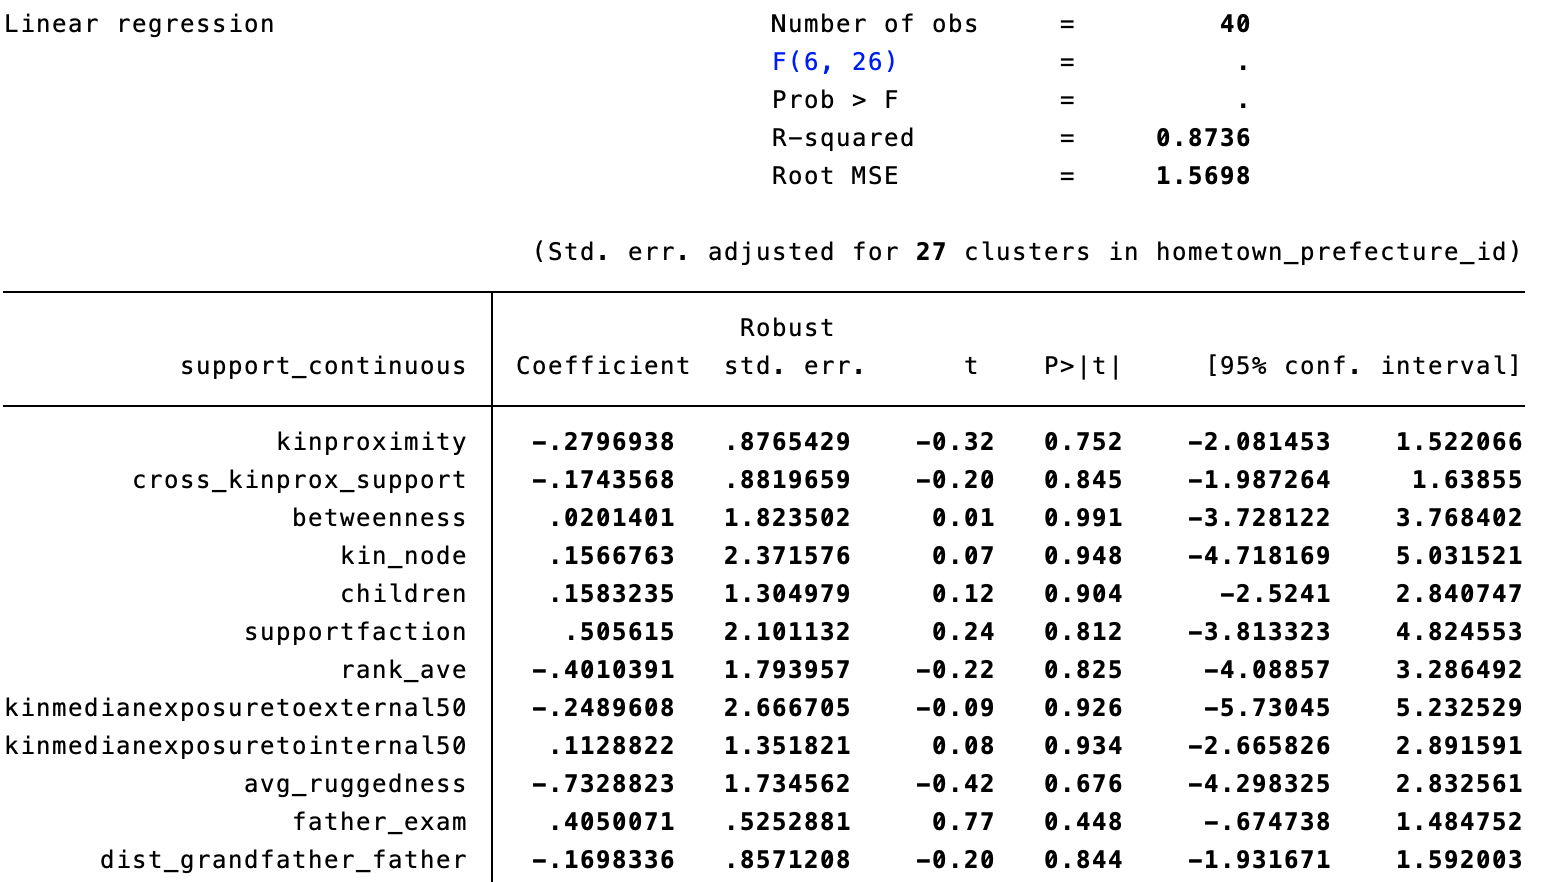 Linear regression Number of obs = 40
F(6, 26) = .
Prob > F = .
R-squared = 0.8736
Root MSE = 1.5698
(Std. err. adjusted for 27 clusters in hometown_prefecture_id)
Robust
support_continuous Coefficient std. err. t P>|t| [95% conf. interval]
kinproximity -.2796938 .8765429 -0.32 0.752 -2.081453 1.522066
cross_kinprox_support -.1743568 .8819659 -0.20 0.845 -1.987264 1.63855
betweenness .0201401 1.823502 0.01 0.991 -3.728122 3.768402
kin_node .1566763 2.371576 0.07 0.948 -4.718169 5.031521
children .1583235 1.304979 0.12 0.904 -2.5241 2.840747
supportfaction .505615 2.101132 0.24 0.812 -3.813323 4.824553
rank_ave -.4010391 1.793957 -0.22 0.825 -4.08857 3.286492
kinmedianexposuretoexternal50 -.2489608 2.666705 -0.09 0.926 -5.73045 5.232529
kinmedianexposuretointernal50 .1128822 1.351821 0.08 0.934 -2.665826 2.891591
avg_ruggedness -.7328823 1.734562 -0.42 0.676 -4.298325 2.832561
father_exam .4050071 .5252881 0.77 0.448 -.674738 1.484752
dist_grandfather_father -.1698336 .8571208 -0.20 0.844 -1.931671 1.592003